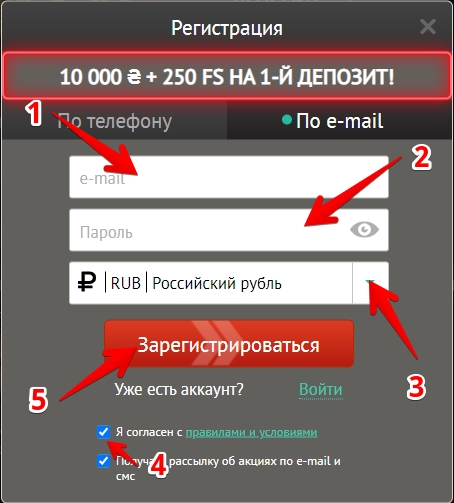 Регистрация
10 000 ₴ + 250 FS НА 1-Й ДЕПОЗИТ!
1
По телефону
По e-mail
2
e-mail
Пароль
₽ | RUB | Российский рубль
3
Зарегистрироваться
5
Уже есть аккаунт? Войти
Я согласен с правилами и условиями
4
рассылку об акциях по e-mail и
смс